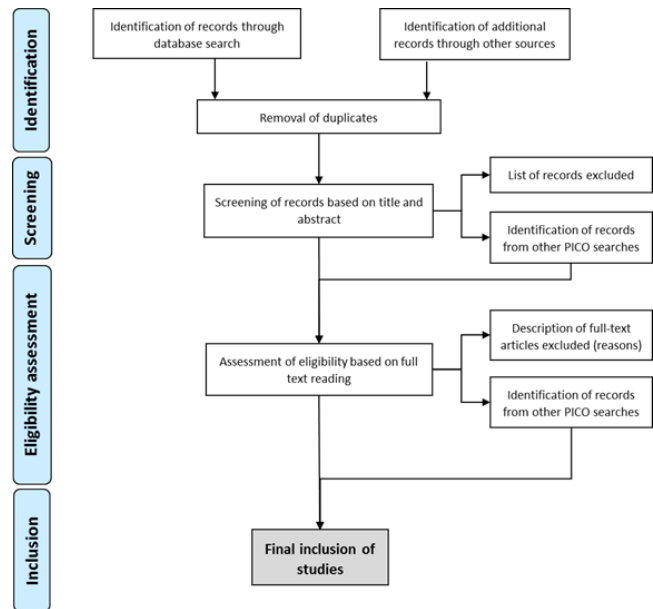 Identification
Identification of records through
database search
Identification of additional
records through other sources
Removal of duplicates
Screening
Screening of records based on title and
abstract
List of records excluded
Identification of records
from other PICO searches
Eligibility assessment
Assessment of eligibility based on full
text reading
Description of full-text
articles excluded (reasons)
Identification of records
from other PICO searches
Inclusion
Final inclusion of
studies